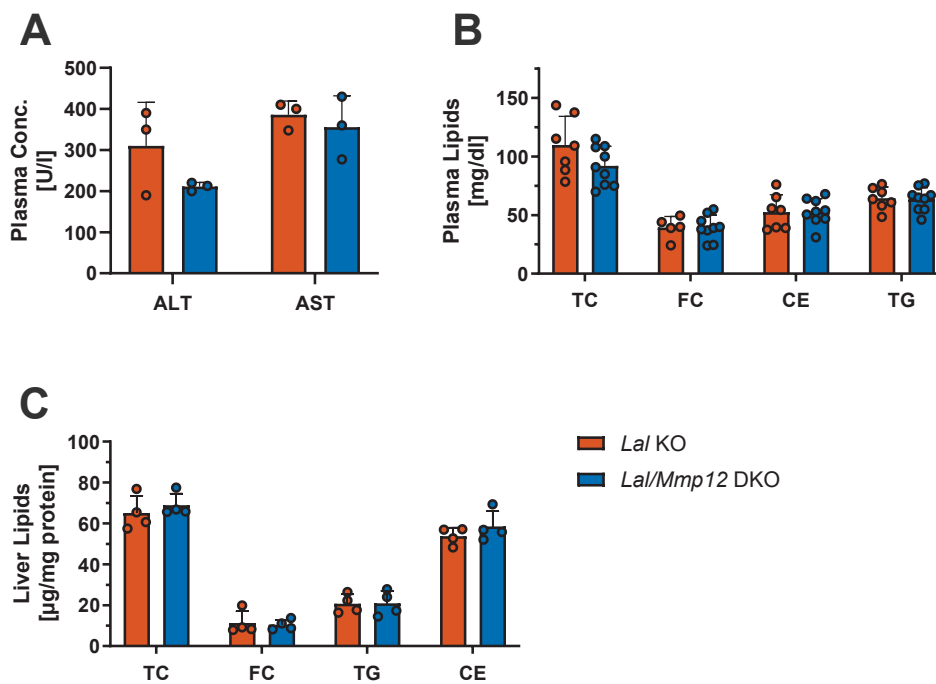 A
Plasma Conc.
[U/l]
500
400
300
200
100
0
ALT
AST
B
Plasma Lipids
[mg/dl]
150
100
50
0
TC
FC
CE
TG
C
Liver Lipids
[µg/mg protein]
100
80
60
40
20
0
TC
FC
TG
CE
Lal KO
Lal/Mmp12 DKO